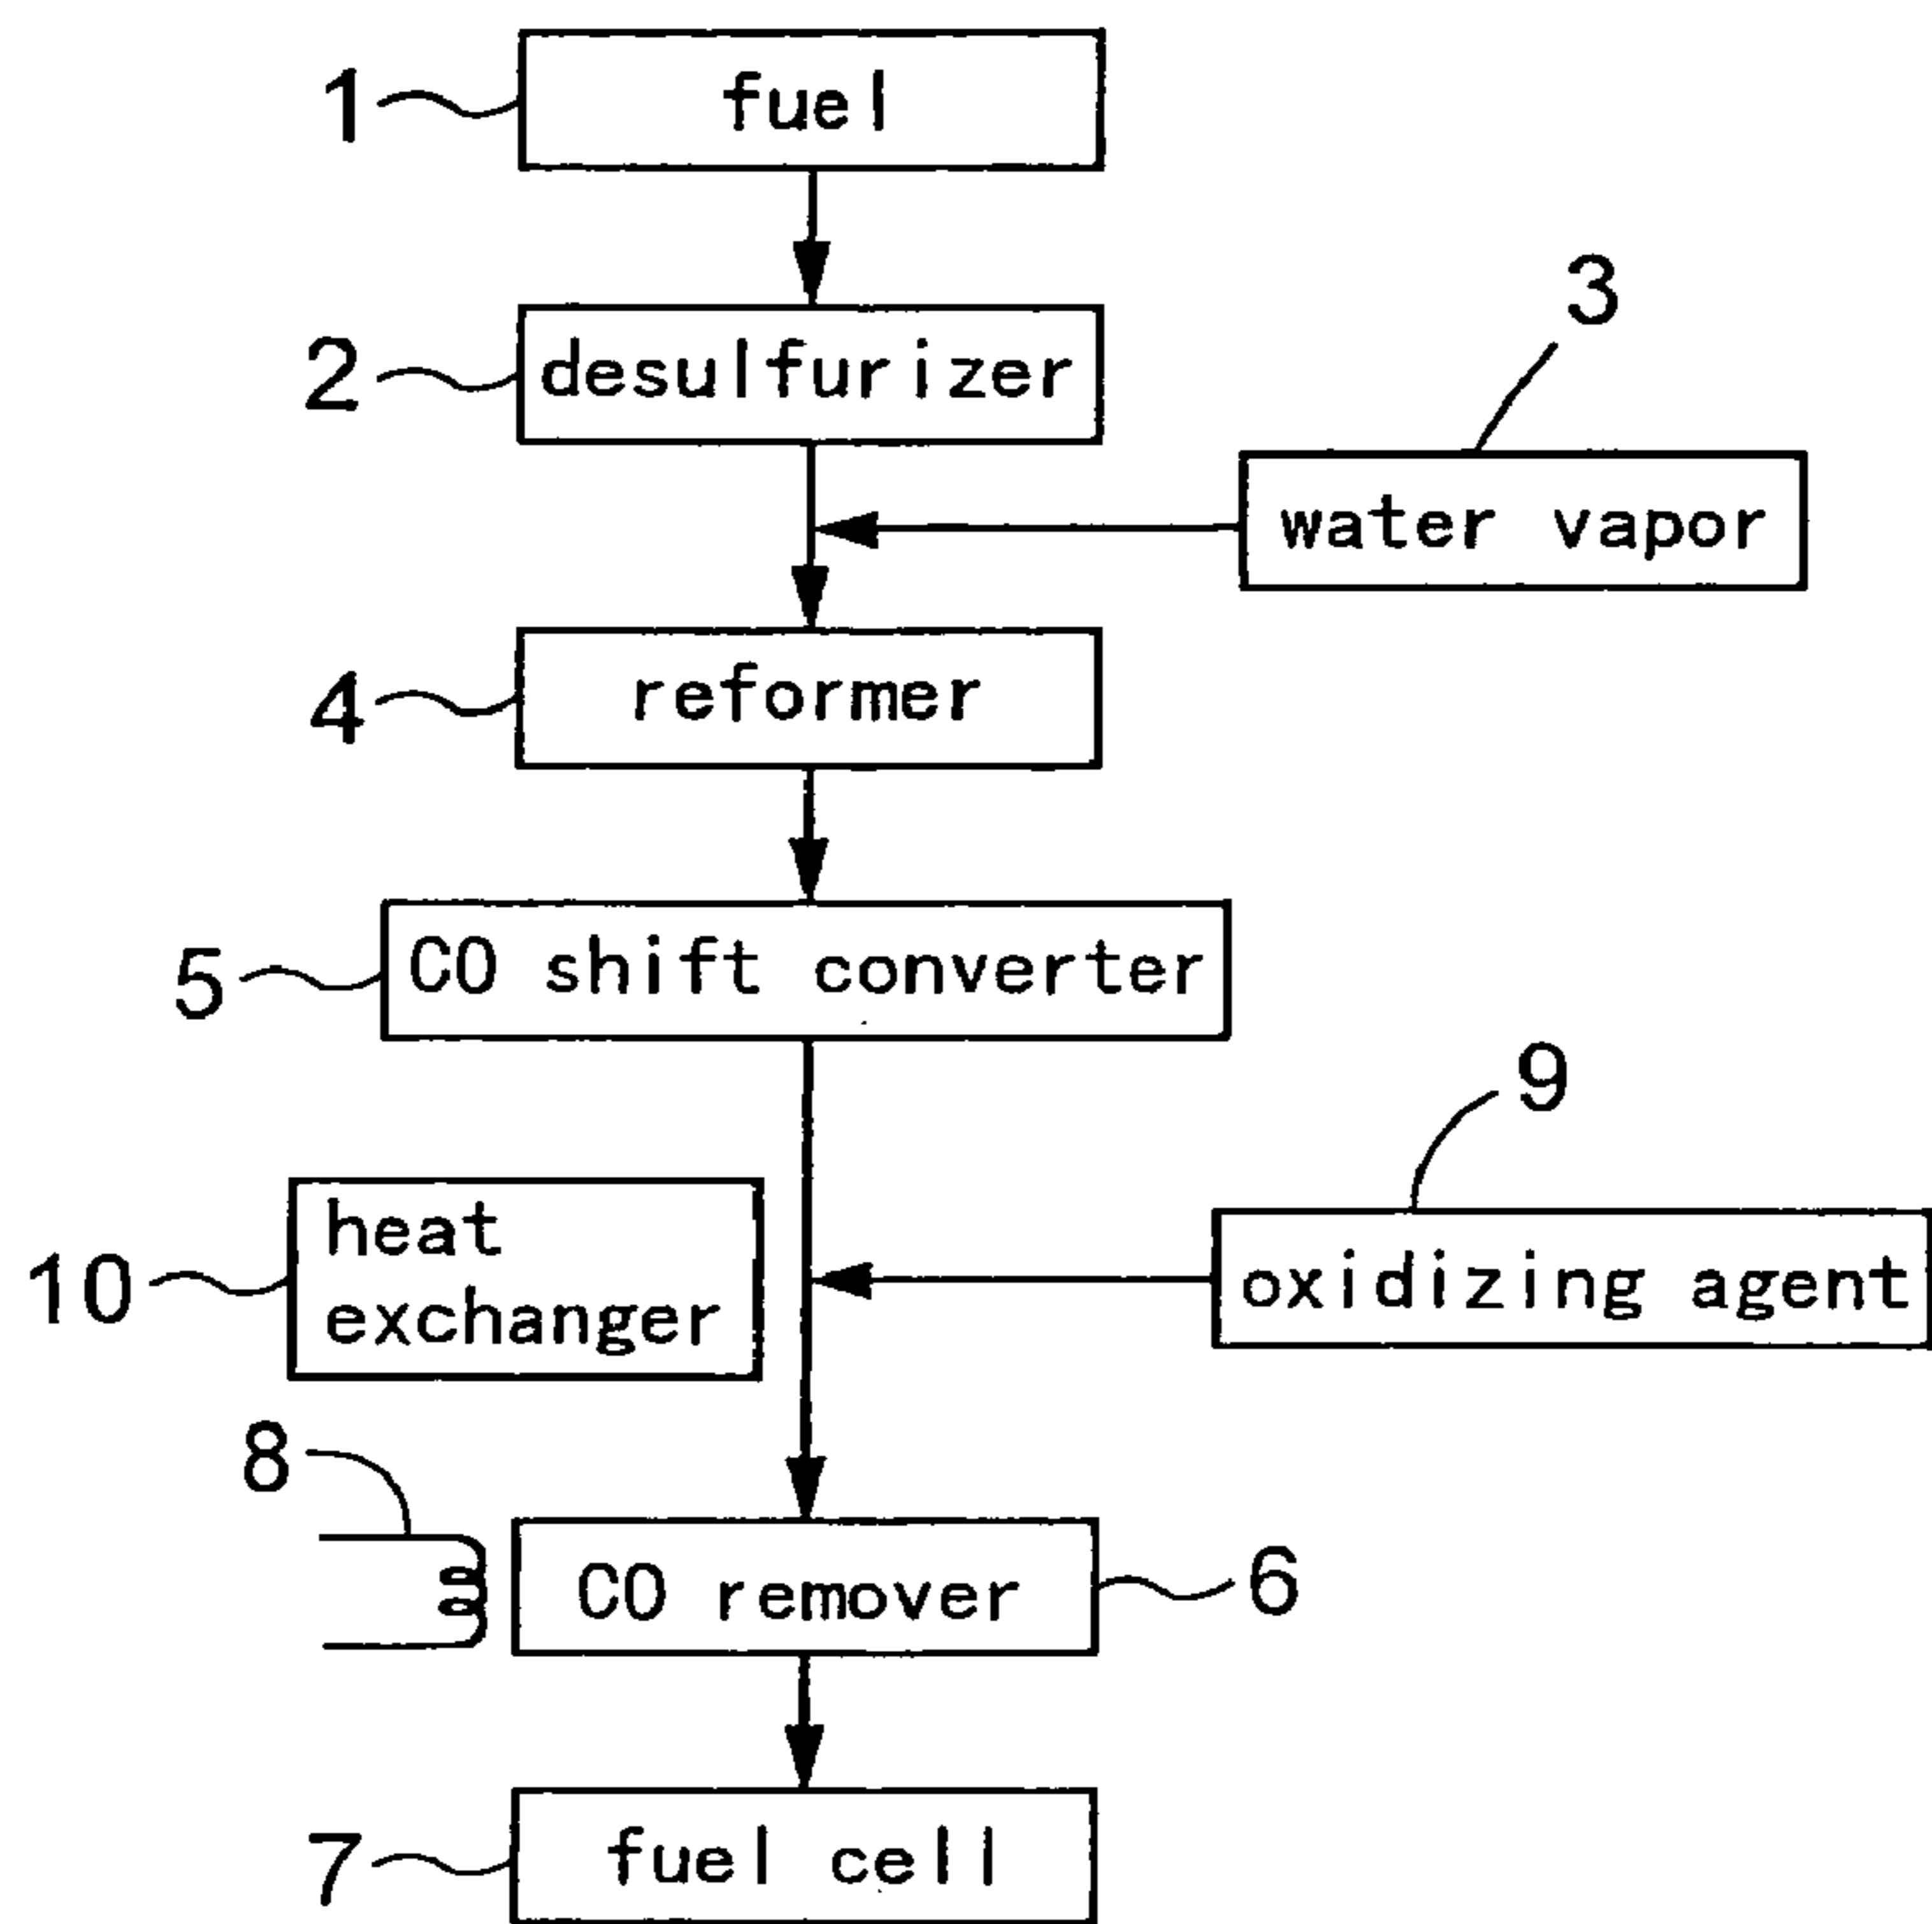 1
fuel
2
desulfurizer
3
water vapor
4
reformer
5
CO shift converter
9
10
heat
exchanger
oxidizing agent
8
CO remover
6
7
fuel cell